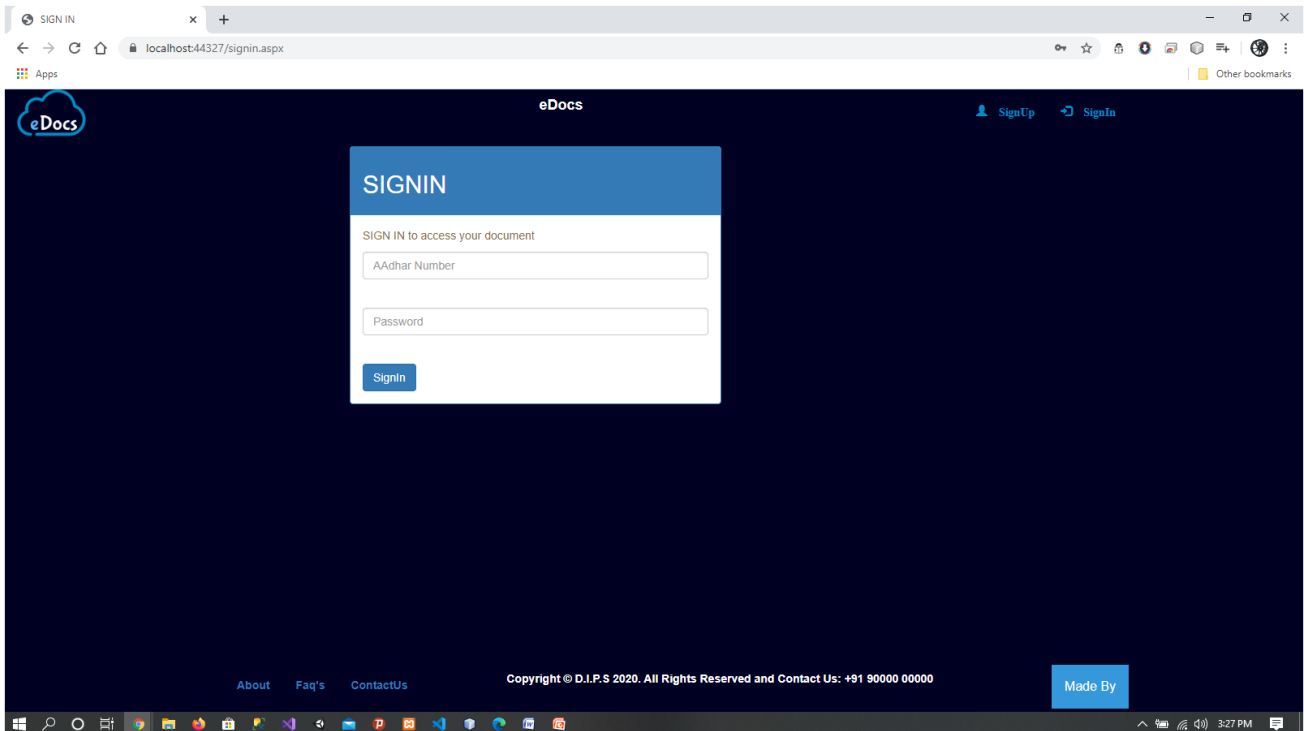 SIGN IN
localhost:44327/signin.aspx
Apps
Other bookmarks
eDocs
eDocs
SignUp
SignIn
SIGNIN
SIGN IN to access your document
AAdhar Number
Password
SignIn
About Faq's ContactUs
Copyright © D.I.P.S 2020. All Rights Reserved and Contact Us: +91 90000 00000
Made By
3:27 PM